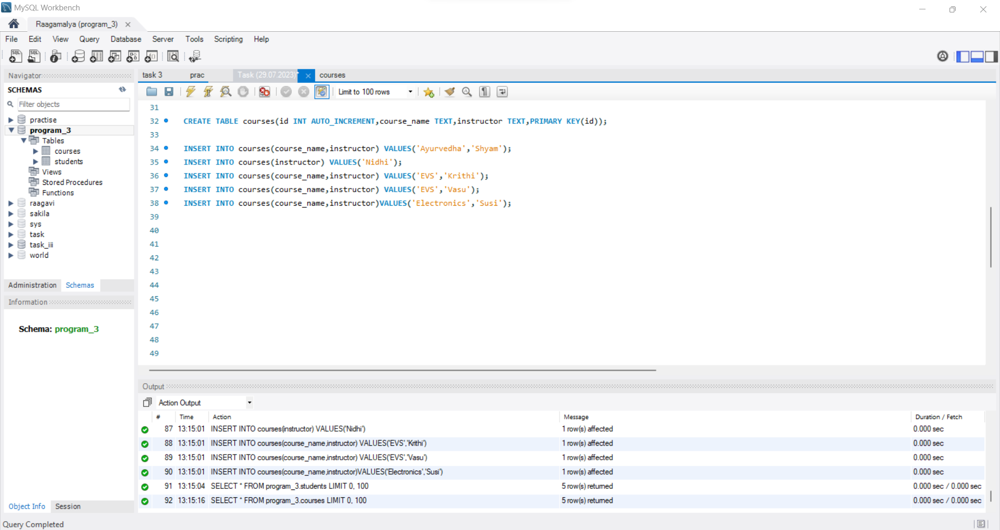 MySQL Workbench
Raagamalya (program_3)
File Edit View Query Database Server Tools Scripting Help
Navigator
task 3 prac Task (29.07.2023)* courses
SCHEMAS
Limit to 100 rows
Filter objects
practise
program_3
Tables
courses
students
Views
Stored Procedures
Functions
raagavi
sakila
sys
task
task_iii
world
Administration Schemas
Information
Schema: program_3
Object Info Session
31
32 CREATE TABLE courses(id INT AUTO_INCREMENT,course_name TEXT,instructor TEXT,PRIMARY KEY(id));
33
34 INSERT INTO courses(course_name,instructor) VALUES('Ayurvedha','Shyam');
35 INSERT INTO courses(instructor) VALUES('Nidhi');
36 INSERT INTO courses(course_name,instructor) VALUES('EVS','Krithi');
37 INSERT INTO courses(course_name,instructor) VALUES('EVS','Vasu');
38 INSERT INTO courses(course_name,instructor)VALUES('Electronics','Susi');
39
40
41
42
43
44
45
46
47
48
49
Output
Action Output
# Time Action Message Duration / Fetch
87 13:15:01 INSERT INTO courses(instructor) VALUES('Nidhi') 1 row(s) affected 0.000 sec
88 13:15:01 INSERT INTO courses(course_name,instructor) VALUES('EVS','Krithi') 1 row(s) affected 0.000 sec
89 13:15:01 INSERT INTO courses(course_name,instructor) VALUES('EVS','Vasu') 1 row(s) affected 0.000 sec
90 13:15:01 INSERT INTO courses(course_name,instructor)VALUES('Electronics','Susi') 1 row(s) affected 0.000 sec
91 13:15:04 SELECT * FROM program_3.students LIMIT 0, 100 5 row(s) returned 0.000 sec / 0.000 sec
92 13:15:16 SELECT * FROM program_3.courses LIMIT 0, 100 5 row(s) returned 0.000 sec / 0.000 sec
Query Completed